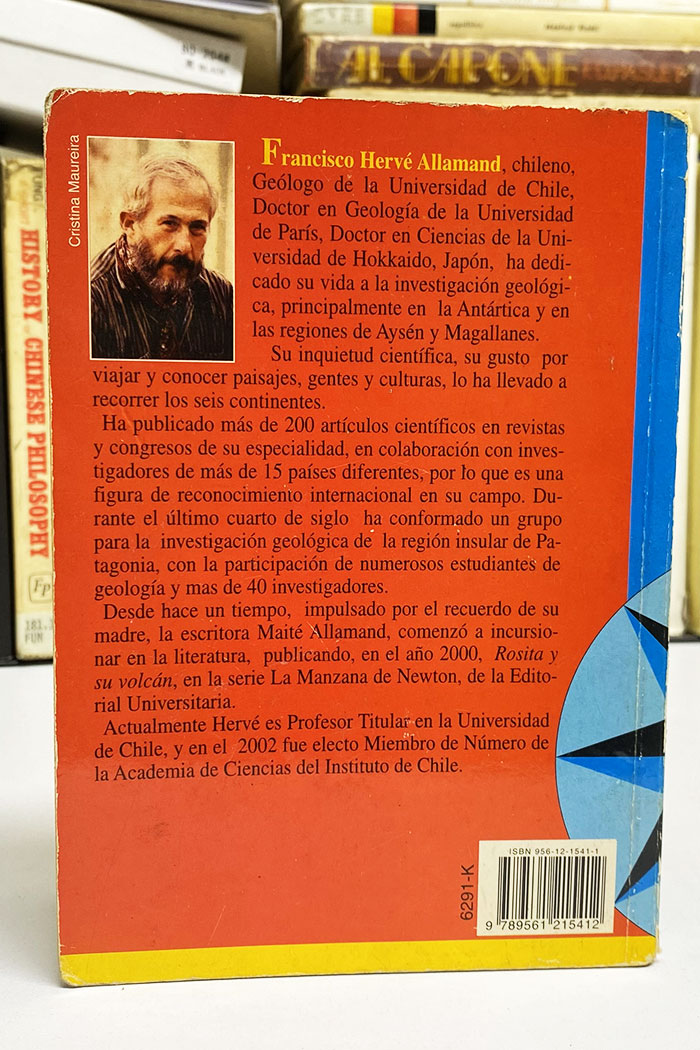 AL CAPONE
F. D. PASLEY
HISTORY CHINESE PHILOSOPHY
FUNG
Fp
181.1
FUN
Cristina Maureira
Francisco Hervé Allamand, chileno,
Geólogo de la Universidad de Chile,
Doctor en Geología de la Universidad
de París, Doctor en Ciencias de la Uni-
versidad de Hokkaido, Japón, ha dedi-
cado su vida a la investigación geológi-
ca, principalmente en la Antártica y en
las regiones de Aysén y Magallanes.
Su inquietud científica, su gusto por
viajar y conocer paisajes, gentes y culturas, lo ha llevado a
recorrer los seis continentes.
Ha publicado más de 200 artículos científicos en revistas
y congresos de su especialidad, en colaboración con inves-
tigadores de más de 15 países diferentes, por lo que es una
figura de reconocimiento internacional en su campo. Du-
rante el último cuarto de siglo ha conformado un grupo
para la investigación geológica de la región insular de Pa-
tagonia, con la participación de numerosos estudiantes de
geología y mas de 40 investigadores.
Desde hace un tiempo, impulsado por el recuerdo de su
madre, la escritora Maité Allamand, comenzó a incursio-
nar en la literatura, publicando, en el año 2000, Rosita y
su volcán, en la serie La Manzana de Newton, de la Edito-
rial Universitaria.
Actualmente Hervé es Profesor Titular en la Universidad
de Chile, y en el 2002 fue electo Miembro de Número de
la Academia de Ciencias del Instituto de Chile.
6291-K
ISBN 956-12-1541-1
9 789561 215412